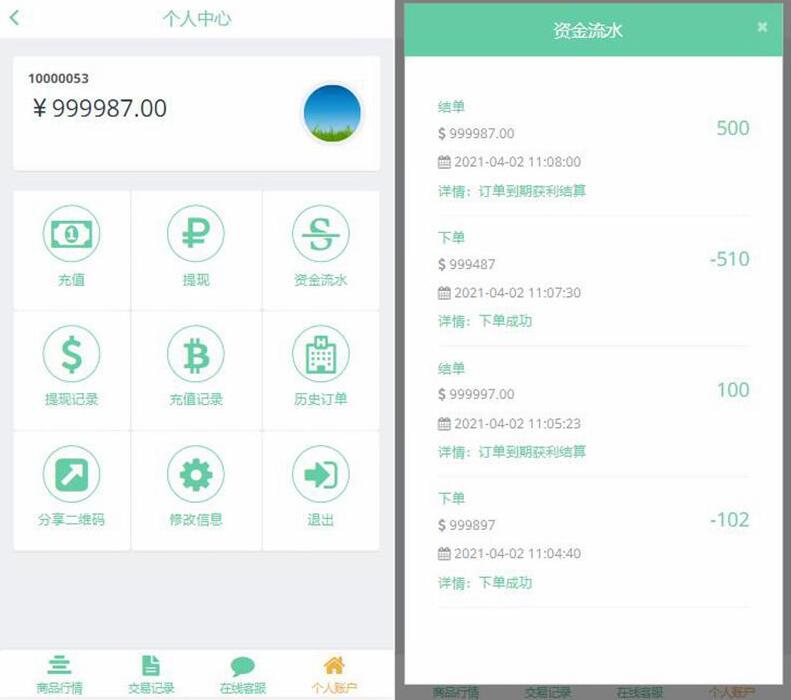 个人中心
10000053
¥ 999987.00
充值
提现
资金流水
提现记录
充值记录
历史订单
分享二维码
修改信息
退出
商品行情
交易记录
在线客服
个人账户
资金流水
结单
$ 999987.00
500
2021-04-02 11:08:00
详情：订单到期获利结算
下单
$ 999487
-510
2021-04-02 11:07:30
详情：下单成功
结单
$ 999997.00
100
2021-04-02 11:05:23
详情：订单到期获利结算
下单
$ 999897
-102
2021-04-02 11:04:40
详情：下单成功
商品行情
交易记录
在线客服
个人账户